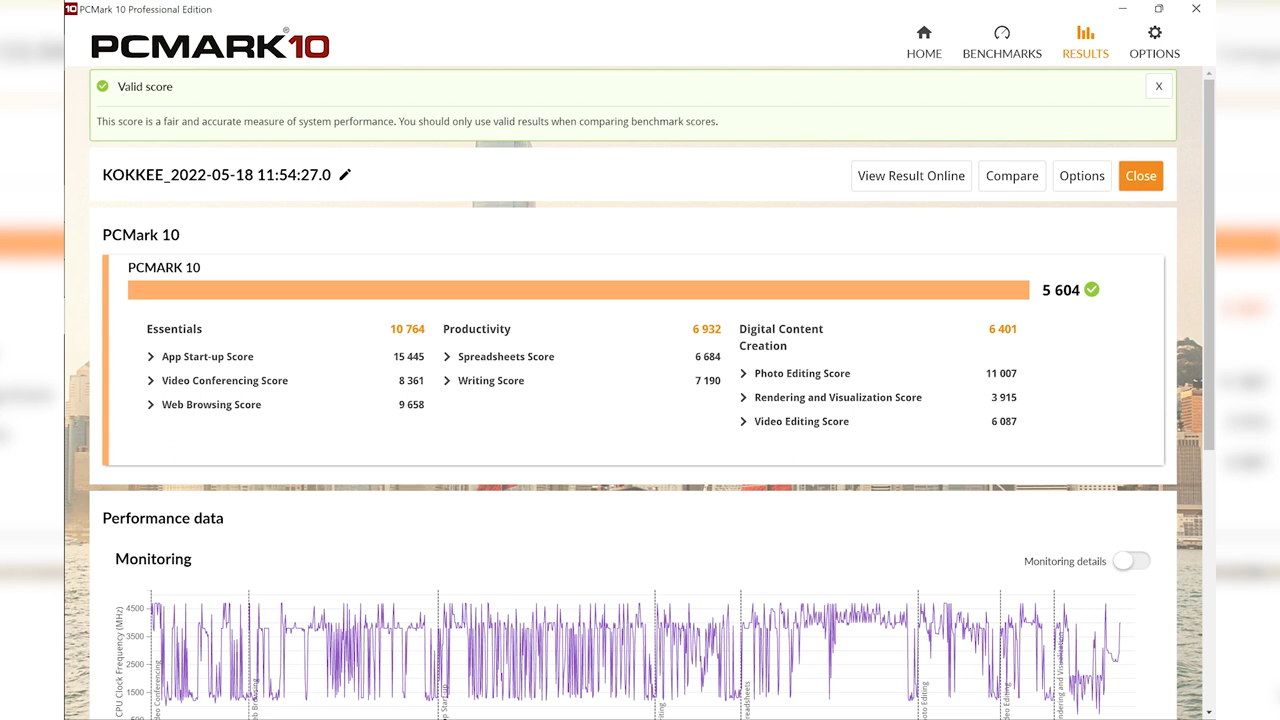 10 PCMark 10 Professional Edition
PCMARK®10
HOME
BENCHMARKS
RESULTS
OPTIONS
Valid score
X
This score is a fair and accurate measure of system performance. You should only use valid results when comparing benchmark scores.
KOKKEE_2022-05-18 11:54:27.0
View Result Online
Compare
Options
Close
PCMark 10
PCMARK 10
5 604
Essentials 10 764
App Start-up Score 15 445
Video Conferencing Score 8 361
Web Browsing Score 9 658
Productivity 6 932
Spreadsheets Score 6 684
Writing Score 7 190
Digital Content
Creation 6 401
Photo Editing Score 11 007
Rendering and Visualization Score 3 915
Video Editing Score 6 087
Performance data
Monitoring
Monitoring details
CPU Clock Frequency (MHz)
4500
3500
2500
1500